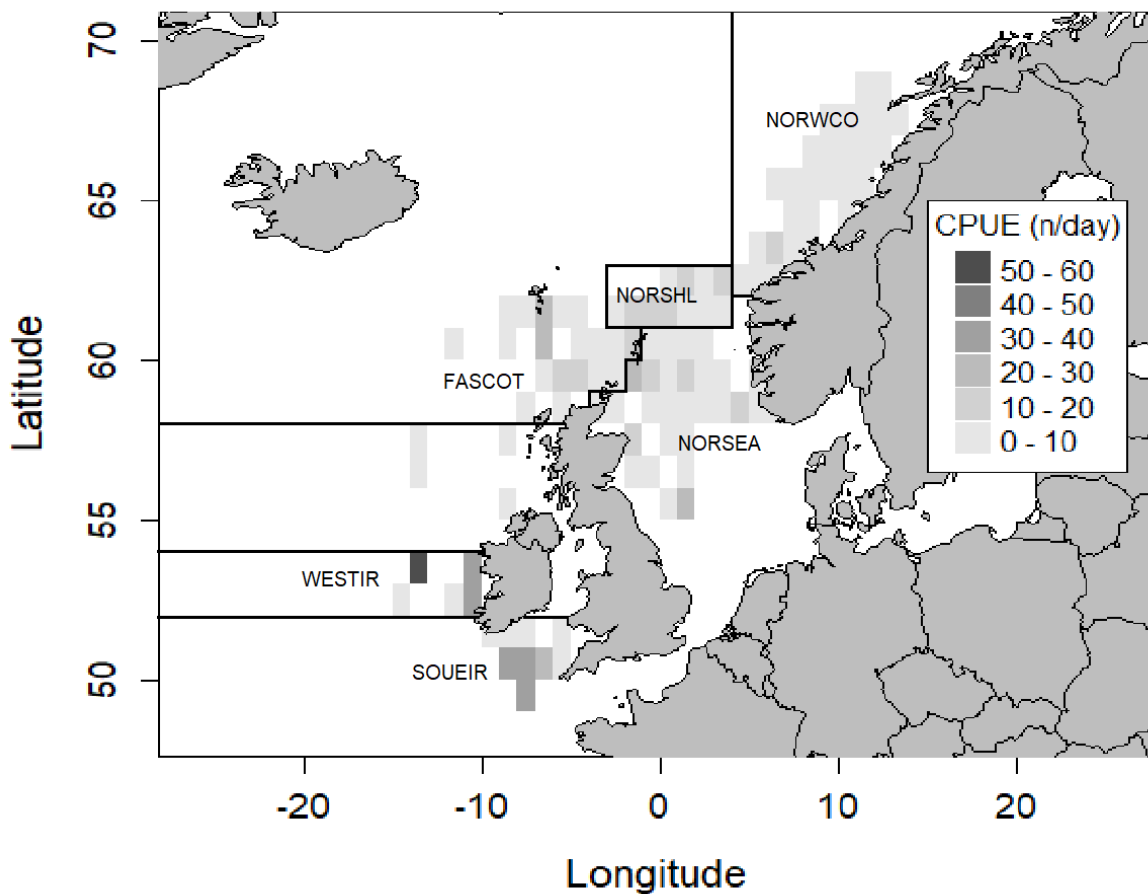 70
65
60
55
50
Latitude
NORWCO
NORSHL
FASCOT
NORSEA
WESTIR
SOUEIR
CPUE (n/day)
50 - 60
40 - 50
30 - 40
20 - 30
10 - 20
0 - 10
-20
-10
0
10
20
Longitude